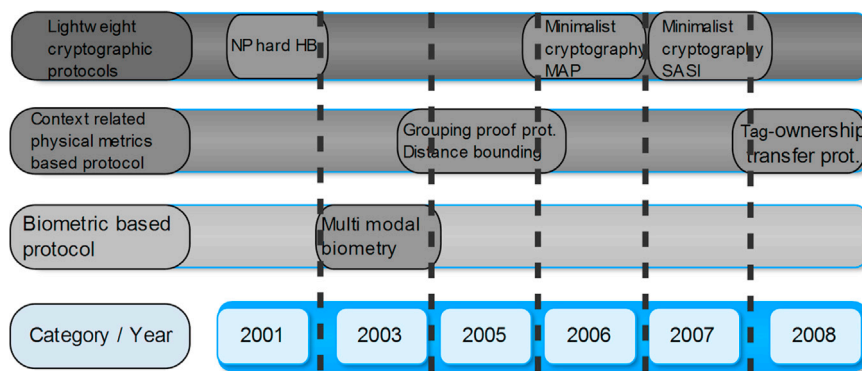 Lightweight
cryptographic
protocols
NP hard HB
Minimalist
cryptography
MAP
Minimalist
cryptography
SASI
Context related
physical metrics
based protocol
Grouping proof prot.
Distance bounding
Tag-ownership
transfer prot.
Biometric based
protocol
Multi modal
biometry
Category / Year
2001
2003
2005
2006
2007
2008